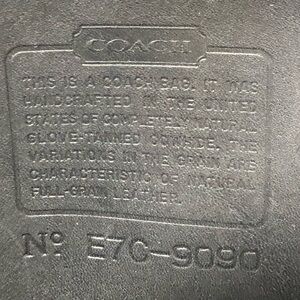 COACH
THIS IS A COACH BAG. IT WAS
HANDCRAFTED IN THE UNITED
STATES OF COMPLETELY NATURAL
GLOVE-TANNED COWHIDE. THE
VARIATIONS IN THE GRAIN ARE
CHARACTERISTIC OF NATURAL
FULL-GRAIN LEATHER.
Nº E7C-9090